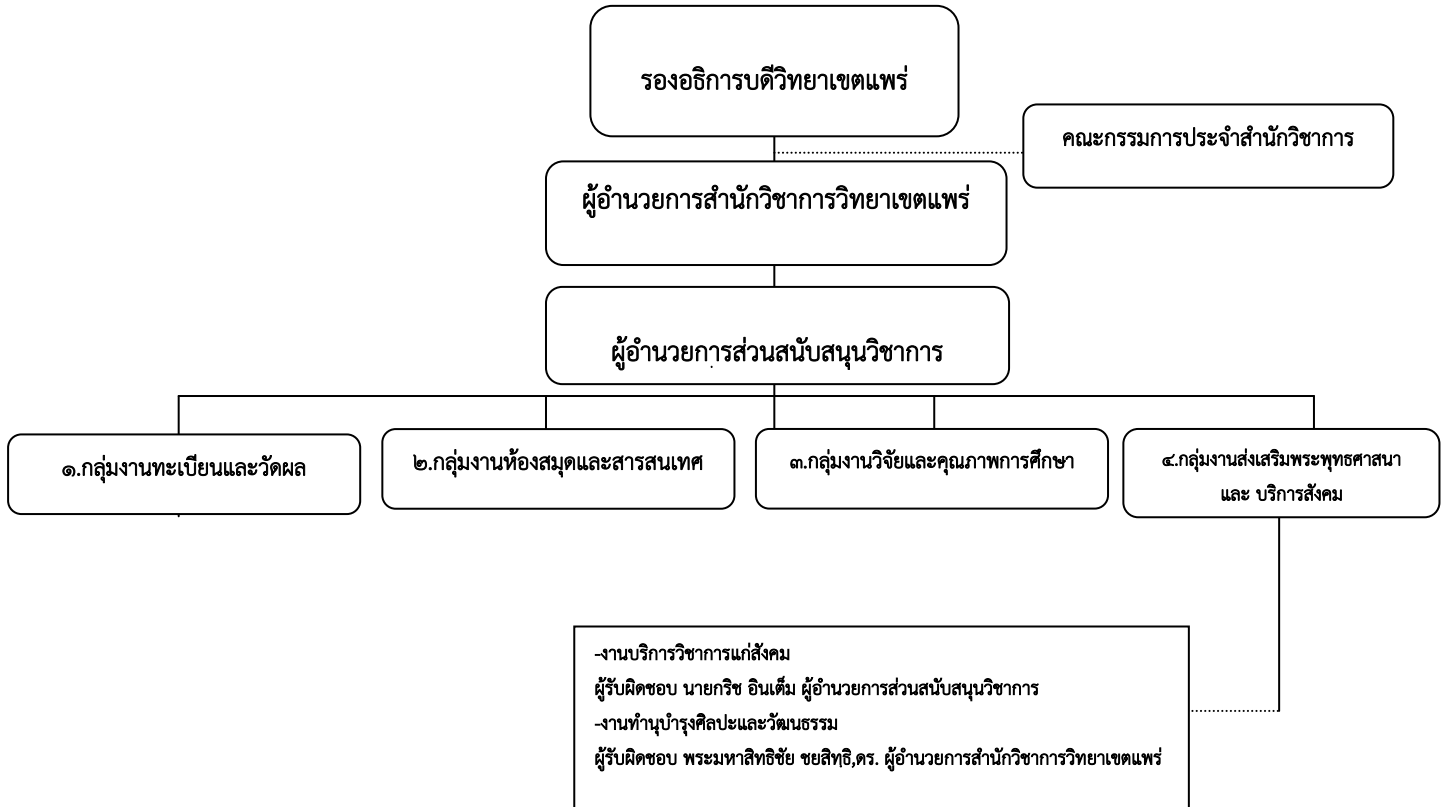 รองอธิการบดีวิทยาเขตแพร่
คณะกรรมการประจำสำนักวิชาการ
ผู้อำนวยการสำนักวิชาการวิทยาเขตแพร่
ผู้อำนวยการส่วนสนับสนุนวิชาการ
๑.กลุ่มงานทะเบียนและวัดผล
๒.กลุ่มงานห้องสมุดและสารสนเทศ
๓.กลุ่มงานวิจัยและคุณภาพการศึกษา
๔.กลุ่มงานส่งเสริมพระพุทธศาสนา
และ บริการสังคม
-งานบริการวิชาการแก่สังคม
ผู้รับผิดชอบ นายกริช อินเต็ม ผู้อำนวยการส่วนสนับสนุนวิชาการ
-งานทำนุบำรุงศิลปะและวัฒนธรรม
ผู้รับผิดชอบ พระมหาสิทธิชัย ชยสิทฺธิ,ดร. ผู้อำนวยการสำนักวิชาการวิทยาเขตแพร่